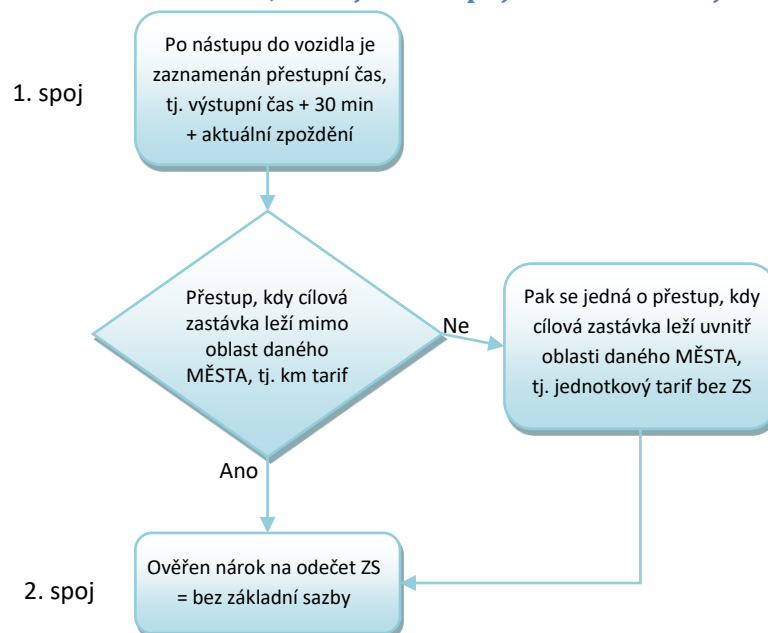 Po nástupu do vozidla je
zaznamenán přestupní čas,
tj. výstupní čas + 30 min
+ aktuální zpoždění
1. spoj
Přestup, kdy cílová
zastávka leží mimo
oblast daného
MĚSTA, tj. km tarif
Ne
Pak se jedná o přestup, kdy
cílová zastávka leží uvnitř
oblasti daného MĚSTA,
tj. jednotkový tarif bez ZS
Ano
Ověřen nárok na odečet ZS
= bez základní sazby
2. spoj